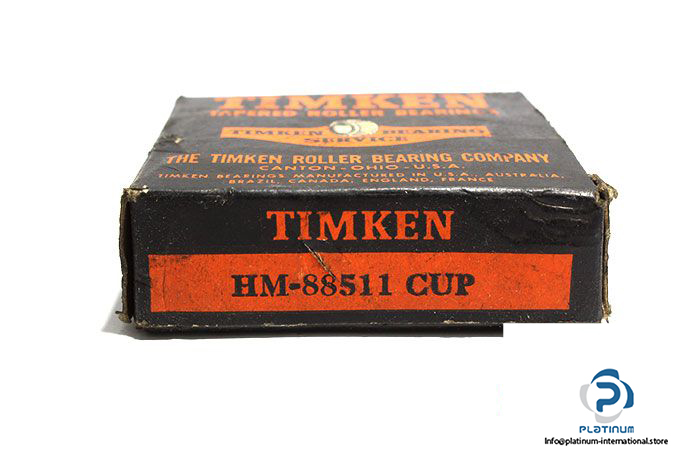 TIMKEN
TAPERED ROLLER BEARINGS
TIMKEN BEARING
SERVICE
THE TIMKEN ROLLER BEARING COMPANY
CANTON-OHIO-U.S.A.
TIMKEN BEARINGS MANUFACTURED IN U.S.A., AUSTRALIA,
BRAZIL, CANADA, ENGLAND, FRANCE
TIMKEN
HM-88511 CUP
PLATINUM
Info@platinum-international.store